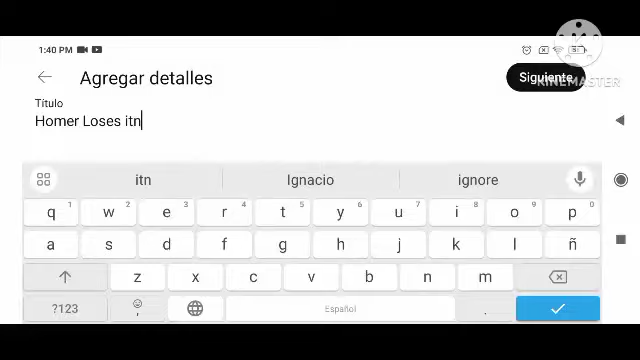 1:40 PM
Agregar detalles
Siguiente
KINEMASTER
Título
Homer Loses itn
itn Ignacio ignore
q 1 w 2 e 3 r 4 t 5 y 6 u 7 i 8 o 9 p 0
a s d f g h j k l ñ
z x c v b n m
?123 , Español .